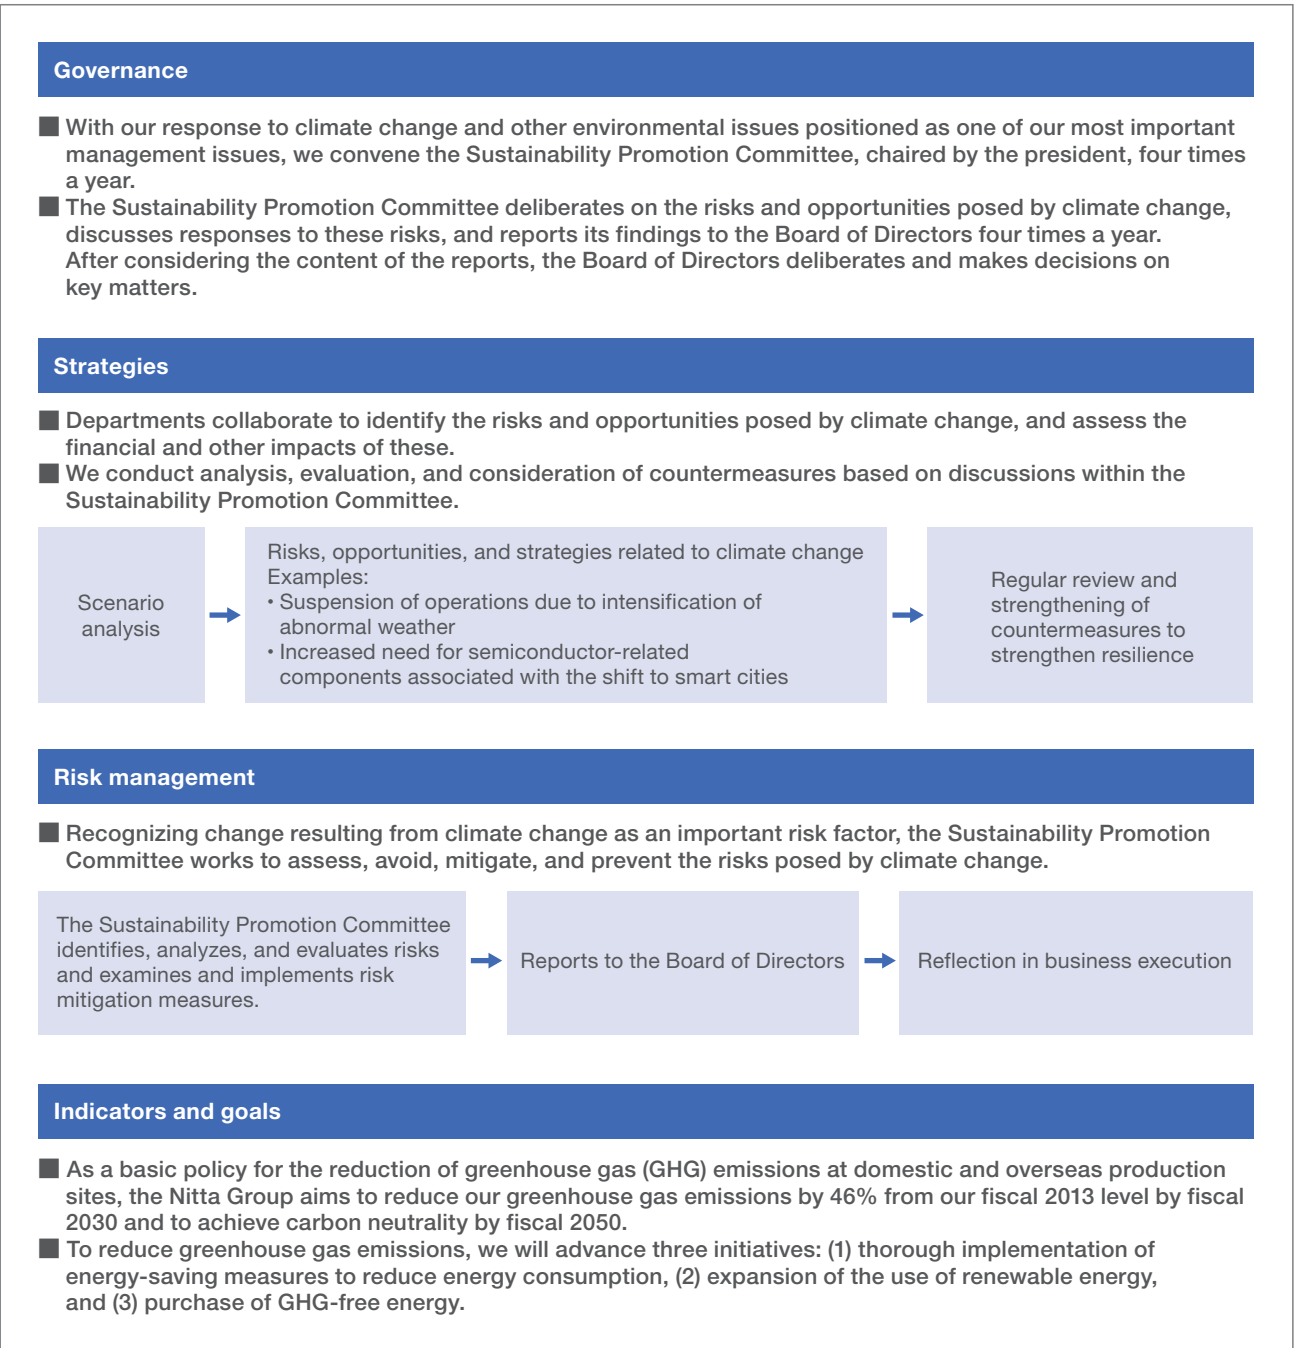 Governance
■ With our response to climate change and other environmental issues positioned as one of our most important
management issues, we convene the Sustainability Promotion Committee, chaired by the president, four times
a year.
■ The Sustainability Promotion Committee deliberates on the risks and opportunities posed by climate change,
discusses responses to these risks, and reports its findings to the Board of Directors four times a year.
After considering the content of the reports, the Board of Directors deliberates and makes decisions on
key matters.
Strategies
■ Departments collaborate to identify the risks and opportunities posed by climate change, and assess the
financial and other impacts of these.
■ We conduct analysis, evaluation, and consideration of countermeasures based on discussions within the
Sustainability Promotion Committee.
Scenario
analysis
Risks, opportunities, and strategies related to climate change
Examples:
・Suspension of operations due to intensification of
abnormal weather
・Increased need for semiconductor-related
components associated with the shift to smart cities
Regular review and
strengthening of
countermeasures to
strengthen resilience
Risk management
■ Recognizing change resulting from climate change as an important risk factor, the Sustainability Promotion
Committee works to assess, avoid, mitigate, and prevent the risks posed by climate change.
The Sustainability Promotion Committee
identifies, analyzes, and evaluates risks
and examines and implements risk
mitigation measures.
Reports to the Board of Directors
Reflection in business execution
Indicators and goals
■ As a basic policy for the reduction of greenhouse gas (GHG) emissions at domestic and overseas production
sites, the Nitta Group aims to reduce our greenhouse gas emissions by 46% from our fiscal 2013 level by fiscal
2030 and to achieve carbon neutrality by fiscal 2050.
■ To reduce greenhouse gas emissions, we will advance three initiatives: (1) thorough implementation of
energy-saving measures to reduce energy consumption, (2) expansion of the use of renewable energy,
and (3) purchase of GHG-free energy.